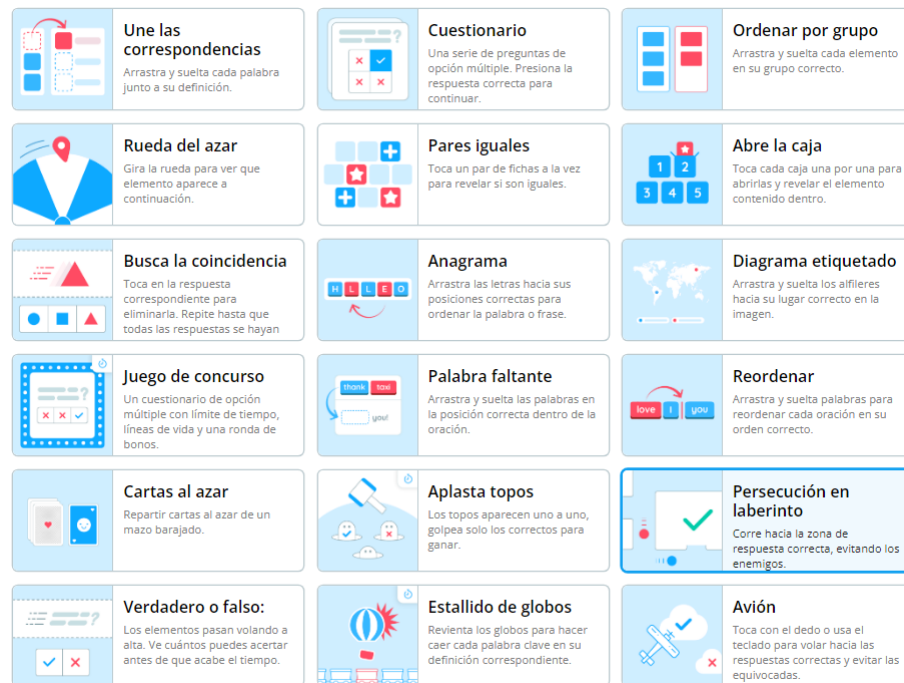 Une las
correspondencias
Arrastra y suelta cada palabra
junto a su definición.
?
Cuestionario
Una serie de preguntas de
opción múltiple. Presiona la
respuesta correcta para
continuar.
Ordenar por grupo
Arrastra y suelta cada elemento
en su grupo correcto.
Rueda del azar
Gira la rueda para ver que
elemento aparece a
continuación.
Pares iguales
Toca un par de fichas a la vez
para revelar si son iguales.
1 2
3 4 5
Abre la caja
Toca cada caja una por una para
abrirlas y revelar el elemento
contenido dentro.
Busca la coincidencia
Toca en la respuesta
correspondiente para
eliminarla. Repite hasta que
todas las respuestas se hayan
H L L E O
Anagrama
Arrastra las letras hacia sus
posiciones correctas para
ordenar la palabra o frase.
Diagrama etiquetado
Arrastra y suelta los alfileres
hacia su lugar correcto en la
imagen.
?
Juego de concurso
Un cuestionario de opción
múltiple con límite de tiempo,
líneas de vida y una ronda de
bonos.
thank taxi
you!
Palabra faltante
Arrastra y suelta las palabras en
la posición correcta dentro de la
oración.
love I you
Reordenar
Arrastra y suelta palabras para
reordenar cada oración en su
orden correcto.
Cartas al azar
Repartir cartas al azar de un
mazo barajado.
Aplasta topos
Los topos aparecen uno a uno,
golpea solo los correctos para
ganar.
Persecución en
laberinto
Corre hacia la zona de
respuesta correcta, evitando los
enemigos.
?
Verdadero o falso:
Los elementos pasan volando a
alta. Ve cuántos puedes acertar
antes de que acabe el tiempo.
Estallido de globos
Revienta los globos para hacer
caer cada palabra clave en su
definición correspondiente.
Avión
Toca con el dedo o usa el
teclado para volar hacia las
respuestas correctas y evitar las
equivocadas.